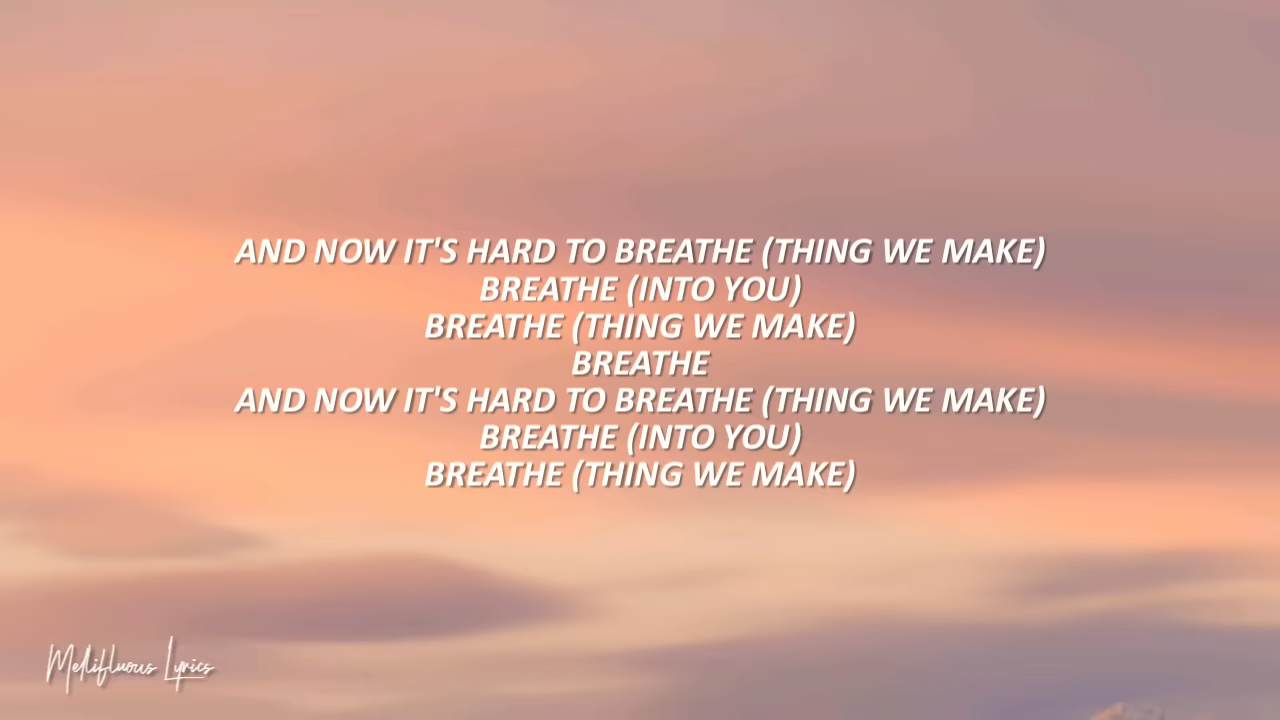 AND NOW IT'S HARD TO BREATHE (THING WE MAKE)
BREATHE (INTO YOU)
BREATHE (THING WE MAKE)
BREATHE
AND NOW IT'S HARD TO BREATHE (THING WE MAKE)
BREATHE (INTO YOU)
BREATHE (THING WE MAKE)
Mellifluous Lyrics